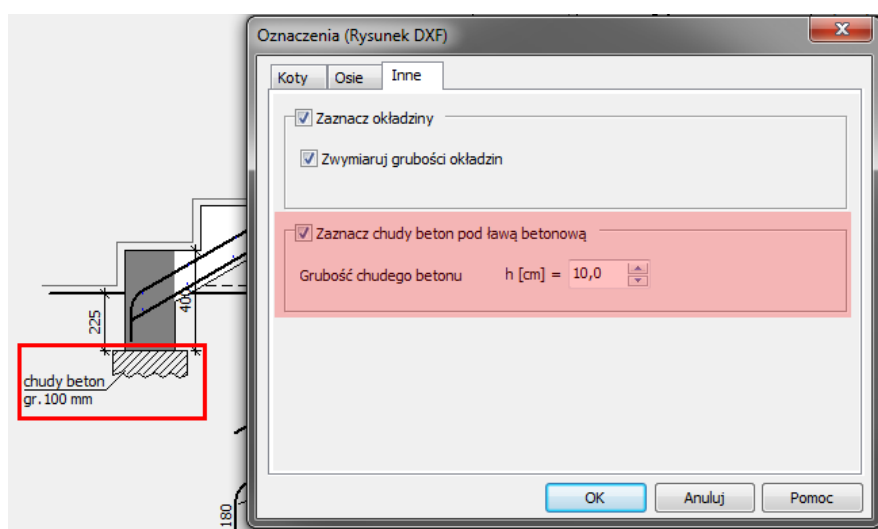 Oznaczenia (Rysunek DXF)
Koty Osie Inne
Zaznacz okładziny
Zwymiaruj grubości okładzin
Zaznacz chudy beton pod ławą betonową
Grubość chudego betonu h [cm] = 10,0
OK Anuluj Pomoc
225
400
chudy beton
gr.100 mm
180